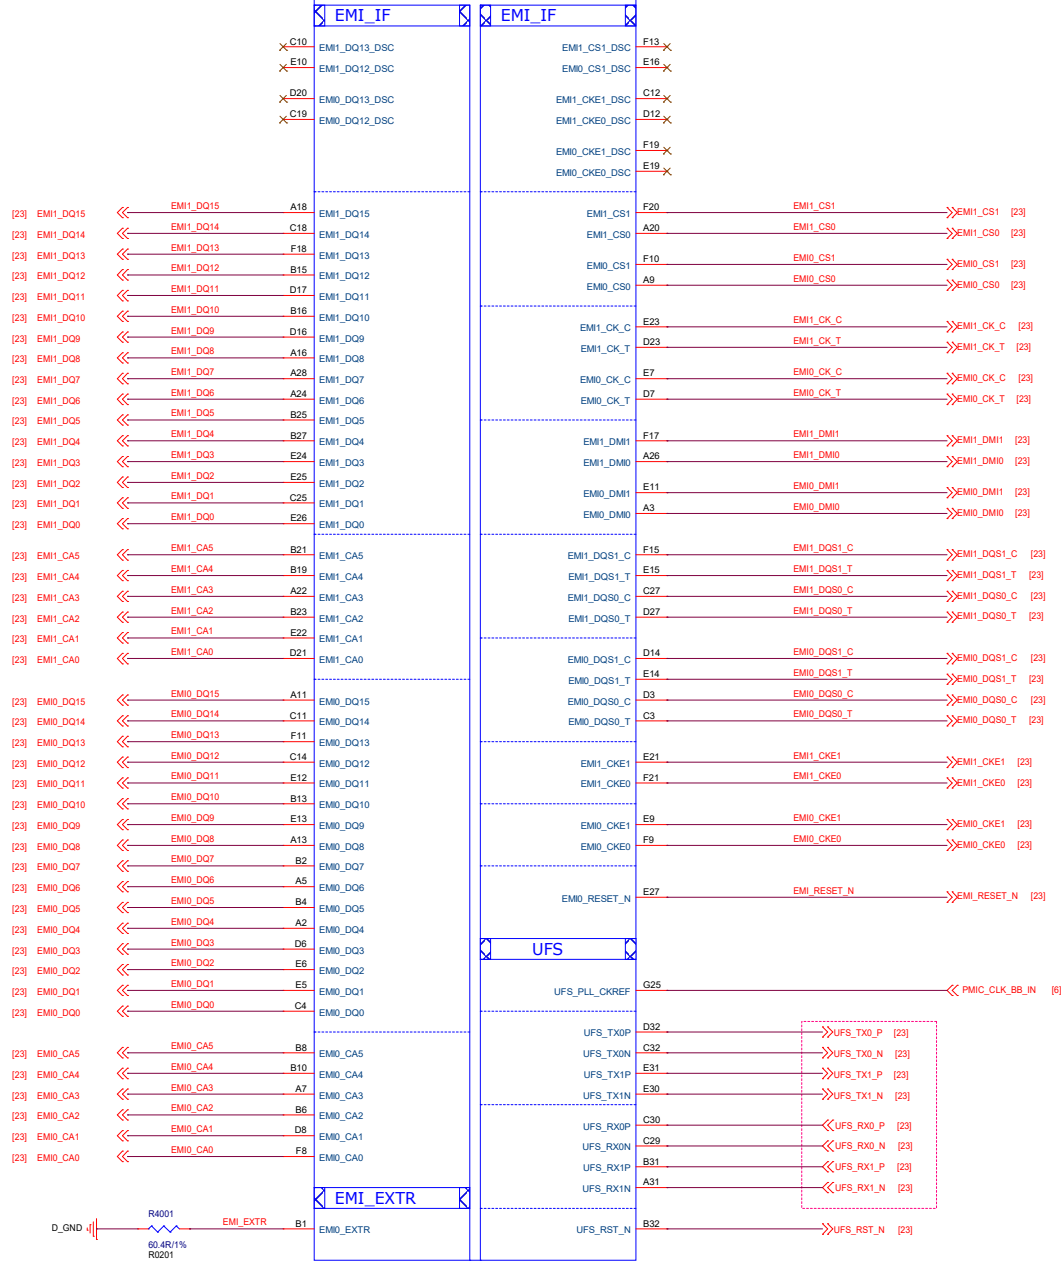 EMI_IF EMI_IF
C10 EMI1_DQ13_DSC EMI1_CS1_DSC F13
E10 EMI1_DQ12_DSC EMI0_CS1_DSC E16
D20 EMI0_DQ13_DSC EMI1_CKE1_DSC C12
C19 EMI0_DQ12_DSC EMI1_CKE0_DSC D12
EMI0_CKE1_DSC F19
EMI0_CKE0_DSC E19
[23] EMI1_DQ15 EMI1_DQ15 A18 EMI1_DQ15 EMI1_CS1 F20 EMI1_CS1 EMI1_CS1 [23]
[23] EMI1_DQ14 EMI1_DQ14 C18 EMI1_DQ14 EMI1_CS0 A20 EMI1_CS0 EMI1_CS0 [23]
[23] EMI1_DQ13 EMI1_DQ13 F18 EMI1_DQ13 EMI0_CS1 F10 EMI0_CS1 EMI0_CS1 [23]
[23] EMI1_DQ12 EMI1_DQ12 B15 EMI1_DQ12 EMI0_CS0 A9 EMI0_CS0 EMI0_CS0 [23]
[23] EMI1_DQ11 EMI1_DQ11 D17 EMI1_DQ11
[23] EMI1_DQ10 EMI1_DQ10 B16 EMI1_DQ10 EMI1_CK_C E23 EMI1_CK_C EMI1_CK_C [23]
[23] EMI1_DQ9 EMI1_DQ9 D16 EMI1_DQ9 EMI1_CK_T D23 EMI1_CK_T EMI1_CK_T [23]
[23] EMI1_DQ8 EMI1_DQ8 A16 EMI1_DQ8
[23] EMI1_DQ7 EMI1_DQ7 A28 EMI1_DQ7 EMI0_CK_C E7 EMI0_CK_C EMI0_CK_C [23]
[23] EMI1_DQ6 EMI1_DQ6 A24 EMI1_DQ6 EMI0_CK_T D7 EMI0_CK_T EMI0_CK_T [23]
[23] EMI1_DQ5 EMI1_DQ5 B25 EMI1_DQ5
[23] EMI1_DQ4 EMI1_DQ4 B27 EMI1_DQ4 EMI1_DMI1 F17 EMI1_DMI1 EMI1_DMI1 [23]
[23] EMI1_DQ3 EMI1_DQ3 E24 EMI1_DQ3 EMI1_DMI0 A26 EMI1_DMI0 EMI1_DMI0 [23]
[23] EMI1_DQ2 EMI1_DQ2 E25 EMI1_DQ2 EMI0_DMI1 E11 EMI0_DMI1 EMI0_DMI1 [23]
[23] EMI1_DQ1 EMI1_DQ1 C25 EMI1_DQ1 EMI0_DMI0 A3 EMI0_DMI0 EMI0_DMI0 [23]
[23] EMI1_DQ0 EMI1_DQ0 E26 EMI1_DQ0
[23] EMI1_CA5 EMI1_CA5 B21 EMI1_CA5 EMI1_DQS1_C F15 EMI1_DQS1_C EMI1_DQS1_C [23]
[23] EMI1_CA4 EMI1_CA4 B19 EMI1_CA4 EMI1_DQS1_T E15 EMI1_DQS1_T EMI1_DQS1_T [23]
[23] EMI1_CA3 EMI1_CA3 A22 EMI1_CA3 EMI1_DQS0_C C27 EMI1_DQS0_C EMI1_DQS0_C [23]
[23] EMI1_CA2 EMI1_CA2 B23 EMI1_CA2 EMI1_DQS0_T D27 EMI1_DQS0_T EMI1_DQS0_T [23]
[23] EMI1_CA1 EMI1_CA1 E22 EMI1_CA1
[23] EMI1_CA0 EMI1_CA0 D21 EMI1_CA0 EMI0_DQS1_C D14 EMI0_DQS1_C EMI0_DQS1_C [23]
EMI0_DQS1_T E14 EMI0_DQS1_T EMI0_DQS1_T [23]
[23] EMI0_DQ15 EMI0_DQ15 A11 EMI0_DQ15 EMI0_DQS0_C D3 EMI0_DQS0_C EMI0_DQS0_C [23]
[23] EMI0_DQ14 EMI0_DQ14 C11 EMI0_DQ14 EMI0_DQS0_T C3 EMI0_DQS0_T EMI0_DQS0_T [23]
[23] EMI0_DQ13 EMI0_DQ13 F11 EMI0_DQ13
[23] EMI0_DQ12 EMI0_DQ12 C14 EMI0_DQ12 EMI1_CKE1 E21 EMI1_CKE1 EMI1_CKE1 [23]
[23] EMI0_DQ11 EMI0_DQ11 E12 EMI0_DQ11 EMI1_CKE0 F21 EMI1_CKE0 EMI1_CKE0 [23]
[23] EMI0_DQ10 EMI0_DQ10 B13 EMI0_DQ10
[23] EMI0_DQ9 EMI0_DQ9 E13 EMI0_DQ9 EMI0_CKE1 E9 EMI0_CKE1 EMI0_CKE1 [23]
[23] EMI0_DQ8 EMI0_DQ8 A13 EMI0_DQ8 EMI0_CKE0 F9 EMI0_CKE0 EMI0_CKE0 [23]
[23] EMI0_DQ7 EMI0_DQ7 B2 EMI0_DQ7
[23] EMI0_DQ6 EMI0_DQ6 A5 EMI0_DQ6
[23] EMI0_DQ5 EMI0_DQ5 B4 EMI0_DQ5 EMI0_RESET_N E27 EMI_RESET_N EMI_RESET_N [23]
[23] EMI0_DQ4 EMI0_DQ4 A2 EMI0_DQ4
[23] EMI0_DQ3 EMI0_DQ3 D6 EMI0_DQ3 UFS
[23] EMI0_DQ2 EMI0_DQ2 E6 EMI0_DQ2
[23] EMI0_DQ1 EMI0_DQ1 E5 EMI0_DQ1 UFS_PLL_CKREF G25 PMIC_CLK_BB_IN [6]
[23] EMI0_DQ0 EMI0_DQ0 C4 EMI0_DQ0
UFS_TX0P D32 UFS_TX0_P [23]
[23] EMI0_CA5 EMI0_CA5 B8 EMI0_CA5 UFS_TX0N C32 UFS_TX0_N [23]
[23] EMI0_CA4 EMI0_CA4 B10 EMI0_CA4 UFS_TX1P E31 UFS_TX1_P [23]
[23] EMI0_CA3 EMI0_CA3 A7 EMI0_CA3 UFS_TX1N E30 UFS_TX1_N [23]
[23] EMI0_CA2 EMI0_CA2 B6 EMI0_CA2 UFS_RX0P C30 UFS_RX0_P [23]
[23] EMI0_CA1 EMI0_CA1 D8 EMI0_CA1 UFS_RX0N C29 UFS_RX0_N [23]
[23] EMI0_CA0 EMI0_CA0 F8 EMI0_CA0 UFS_RX1P B31 UFS_RX1_P [23]
UFS_RX1N A31 UFS_RX1_N [23]
EMI_EXTR
R4001
D_GND EMI_EXTR B1 EMI0_EXTR UFS_RST_N B32 UFS_RST_N [23]
60.4R/1%
R0201